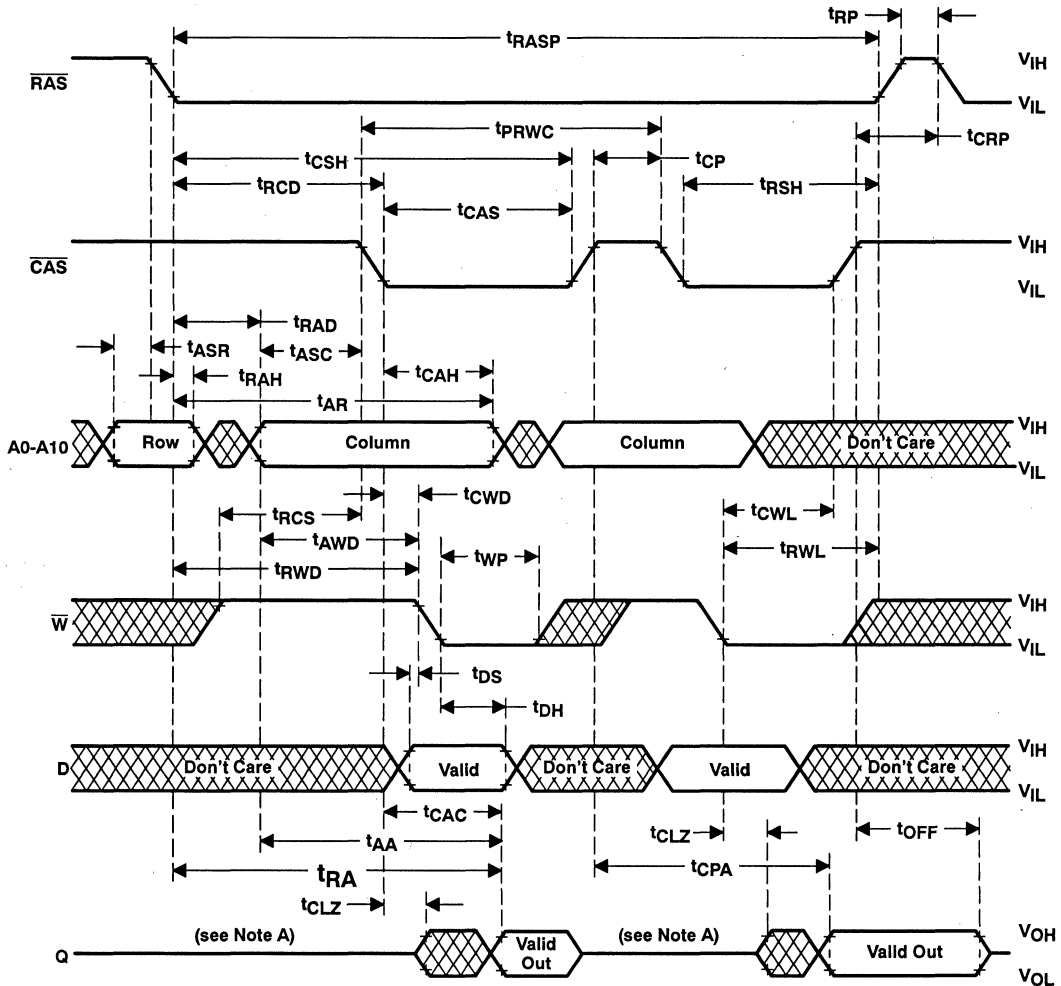 tRP
tRASP
RAS
VIH
VIL
tPRWC
tCRP
tCSH
tCP
tRCD
tRSH
tCAS
CAS
VIH
VIL
tRAD
tASR
tASC
tRAH
tCAH
tAR
A0-A10
Row
Column
Column
Don't Care
VIH
VIL
tCWD
tRCS
tCWL
tAWD
tWP
tRWL
tRWD
W
VIH
VIL
tDS
tDH
D
Don't Care
Valid
Don't Care
Valid
Don't Care
VIH
VIL
tCAC
tCLZ
tOFF
tAA
tCPA
tRA
tCLZ
(see Note A)
(see Note A)
Q
Valid
Out
Valid Out
VOH
VOL